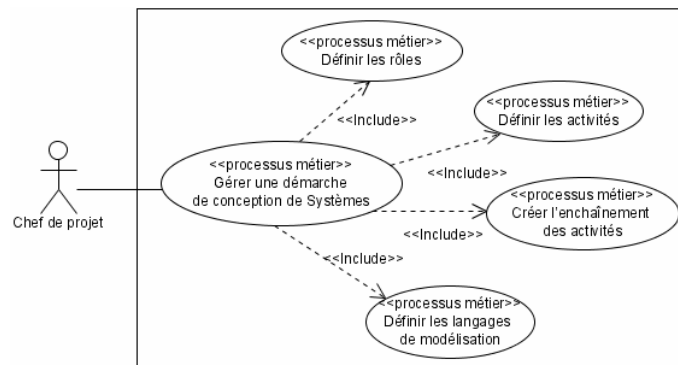 <<processus métier>>
Définir les rôles
<<Include>>
<<processus métier>>
Définir les activités
<<processus métier>>
Gérer une démarche
de conception de Systèmes
<<Include>>
<<processus métier>>
Créer l'enchaînement
des activités
Chef de projet
<<Include>>
<<Include>>
<<processus métier>>
Définir les langages
de modélisation